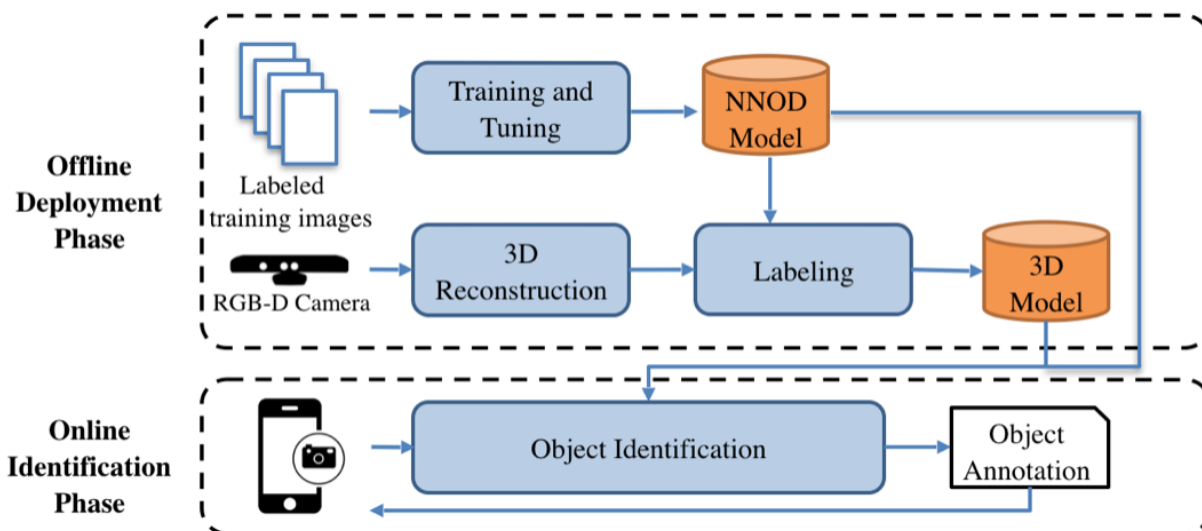 Offline
Deployment
Phase
Labeled
training images
Training and
Tuning
NNOD
Model
RGB-D Camera
3D
Reconstruction
Labeling
3D
Model
Online
Identification
Phase
Object Identification
Object
Annotation